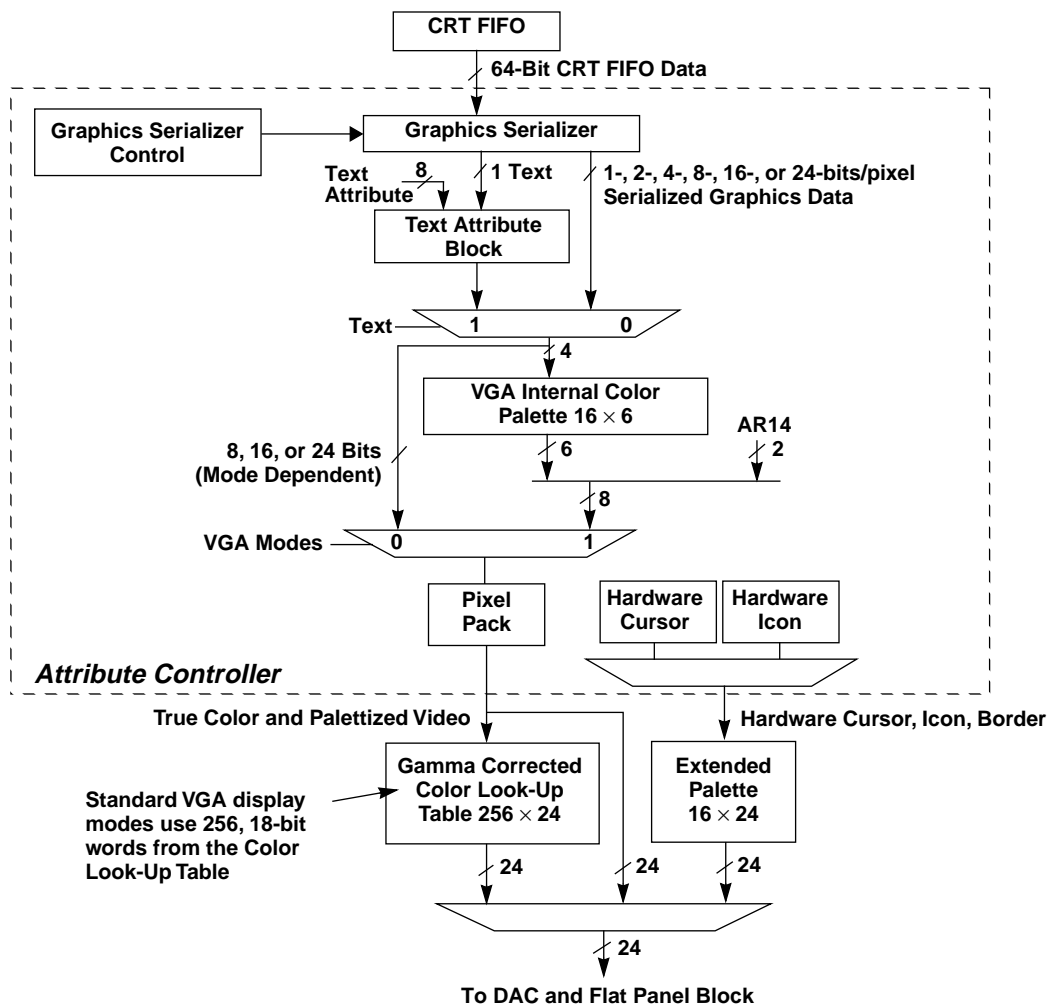 CRT FIFO
64-Bit CRT FIFO Data
Graphics Serializer
Control
Graphics Serializer
Text
Attribute
8
1 Text
1-, 2-, 4-, 8-, 16-, or 24-bits/pixel
Serialized Graphics Data
Text Attribute
Block
Text
1
0
4
VGA Internal Color
Palette 16 × 6
AR14
6
2
8, 16, or 24 Bits
(Mode Dependent)
8
VGA Modes
0
1
Pixel
Pack
Hardware
Cursor
Hardware
Icon
Attribute Controller
True Color and Palettized Video
Hardware Cursor, Icon, Border
Gamma Corrected
Color Look-Up
Table 256 × 24
Extended
Palette
16 × 24
Standard VGA display
modes use 256, 18-bit
words from the Color
Look-Up Table
24
24
24
24
To DAC and Flat Panel Block